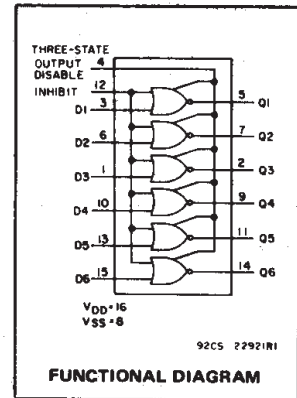 THREE-STATE
OUTPUT 4
DISABLE
INHIBIT 12
5 Q1
D1 3
7 Q2
D2 6
2 Q3
D3 1
9 Q4
D4 10
11 Q5
D5 13
14 Q6
D6 15
VDD=16
VSS=8
92CS 22921R1
FUNCTIONAL DIAGRAM